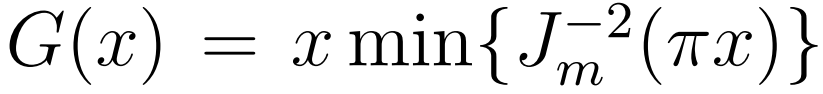 G(x) = x min{J_m^{-2}(πx)}